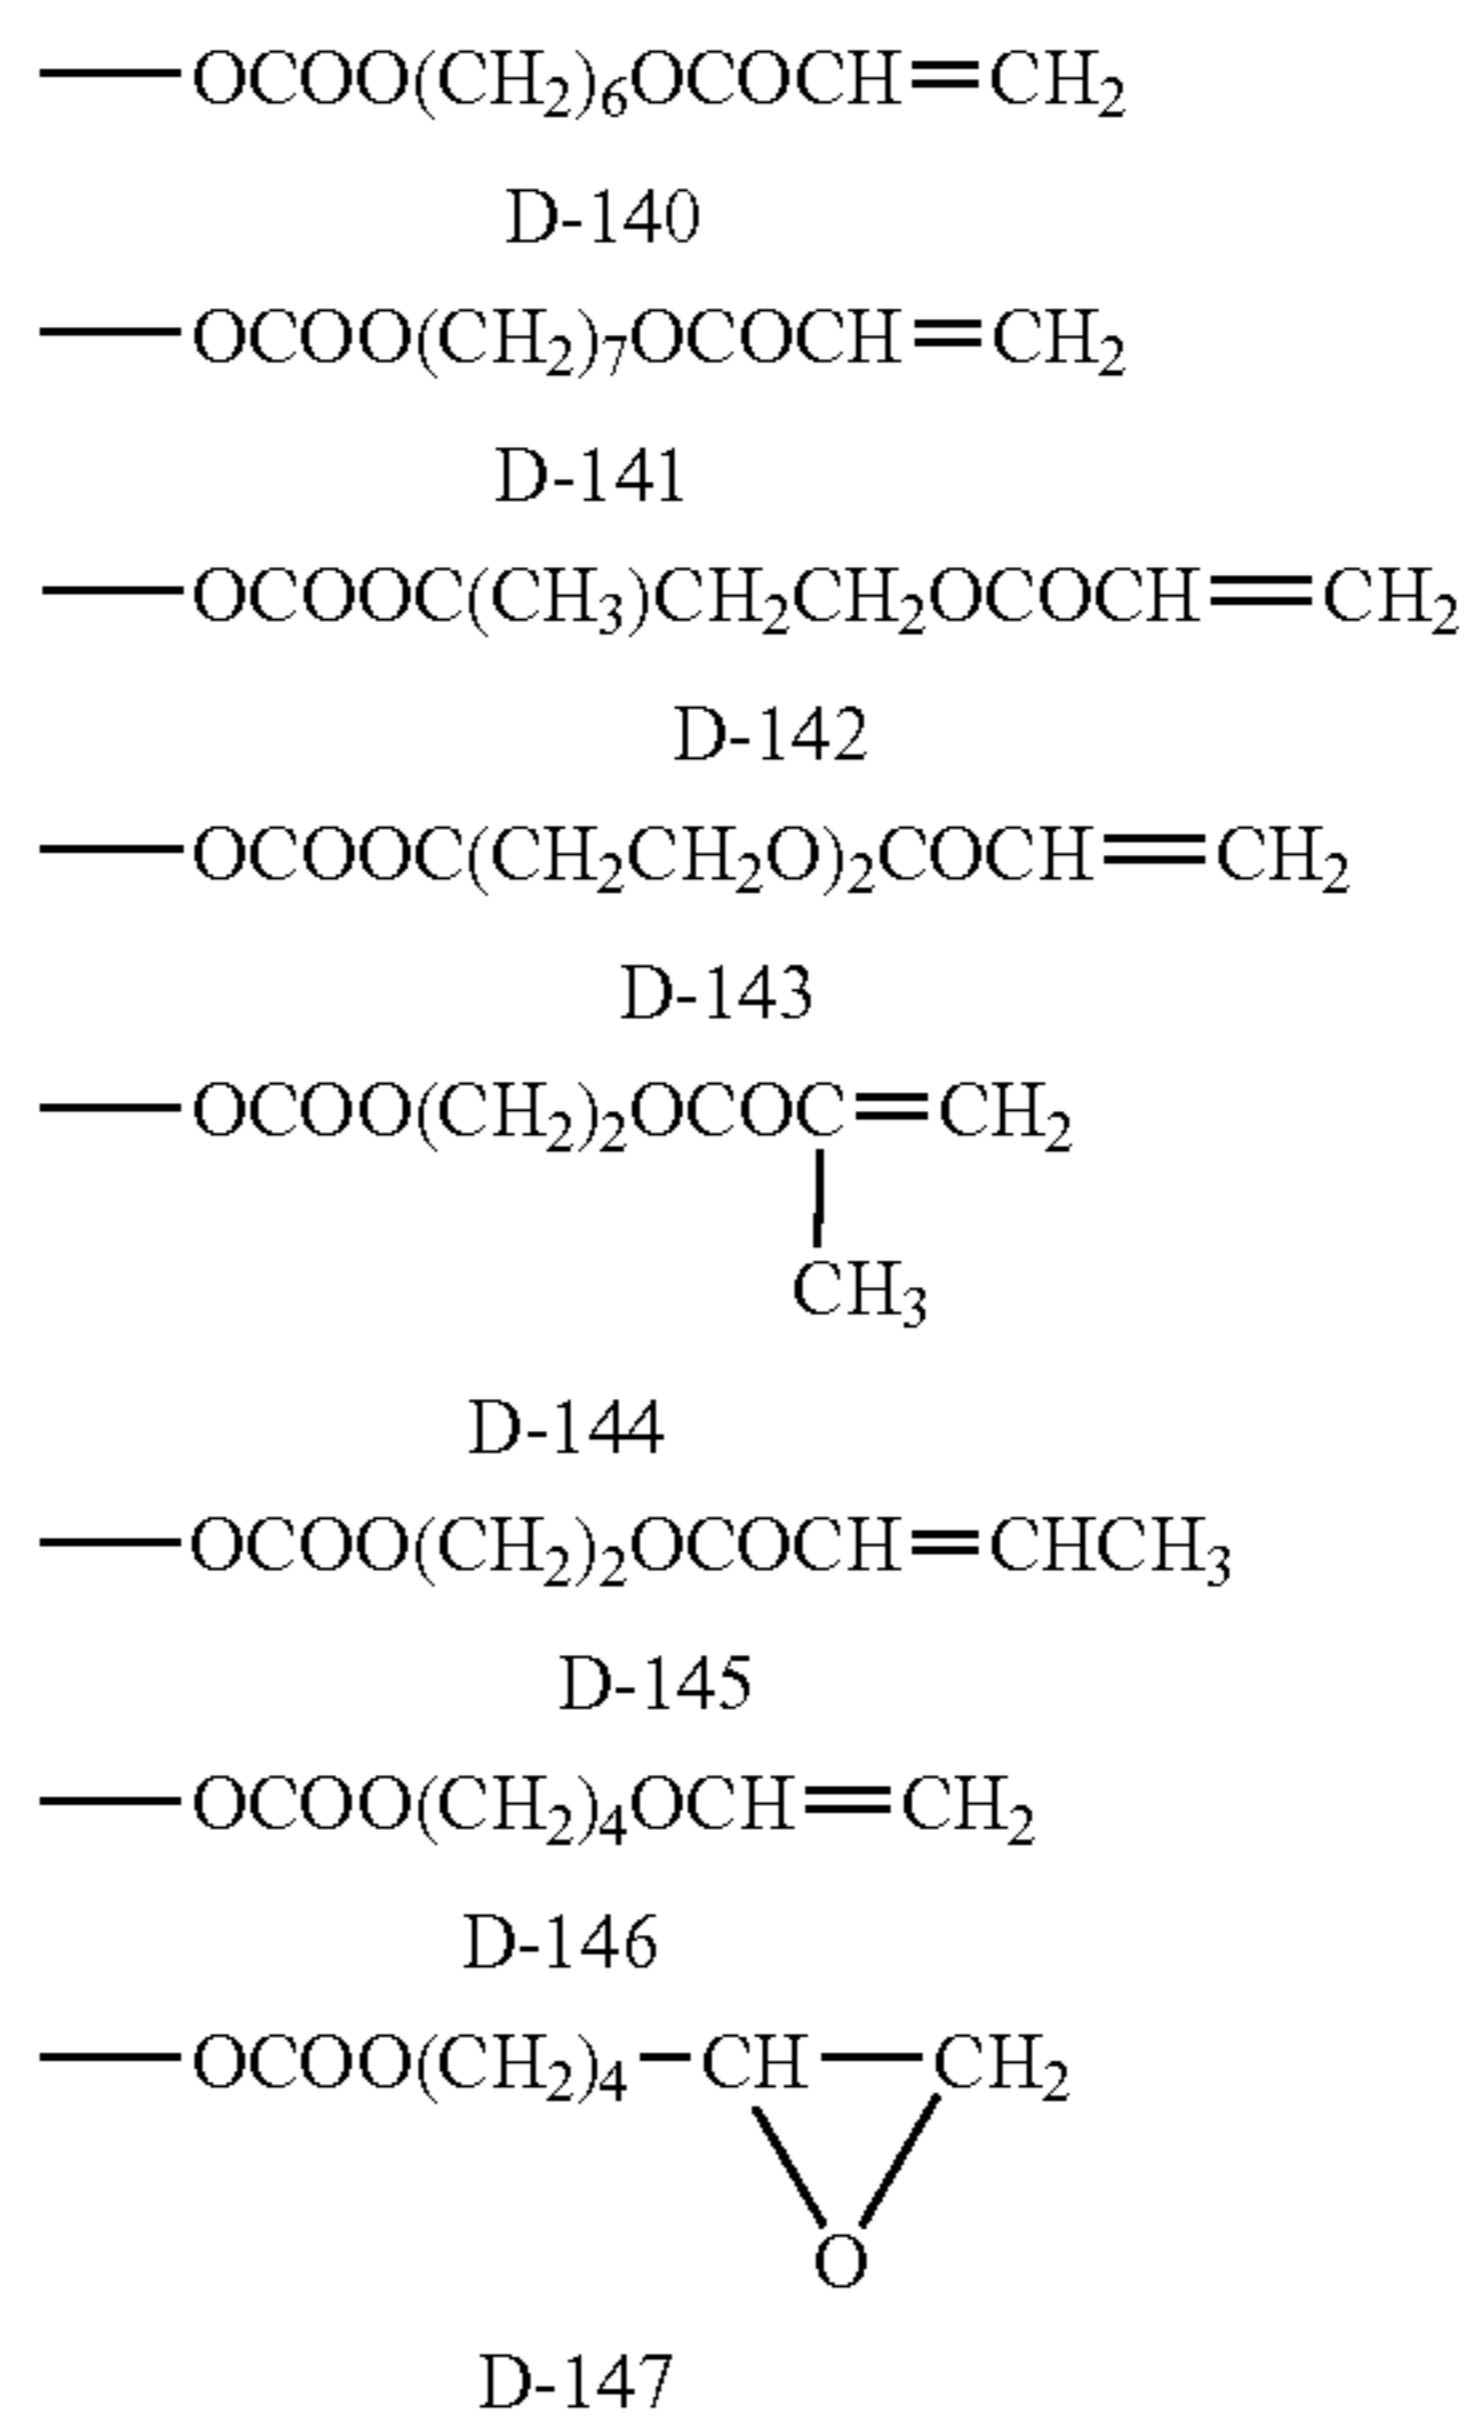 —OCOO(CH₂)₆OCOCH=CH₂
D-140
—OCOO(CH₂)₇OCOCH=CH₂
D-141
—OCOOC(CH₃)CH₂CH₂OCOCH=CH₂
D-142
—OCOOC(CH₂CH₂O)₂COCH=CH₂
D-143
—OCOO(CH₂)₂OCOC=CH₂
CH₃
D-144
—OCOO(CH₂)₂OCOCH=CHCH₃
D-145
—OCOO(CH₂)₄OCH=CH₂
D-146
—OCOO(CH₂)₄—CH—CH₂
O
D-147